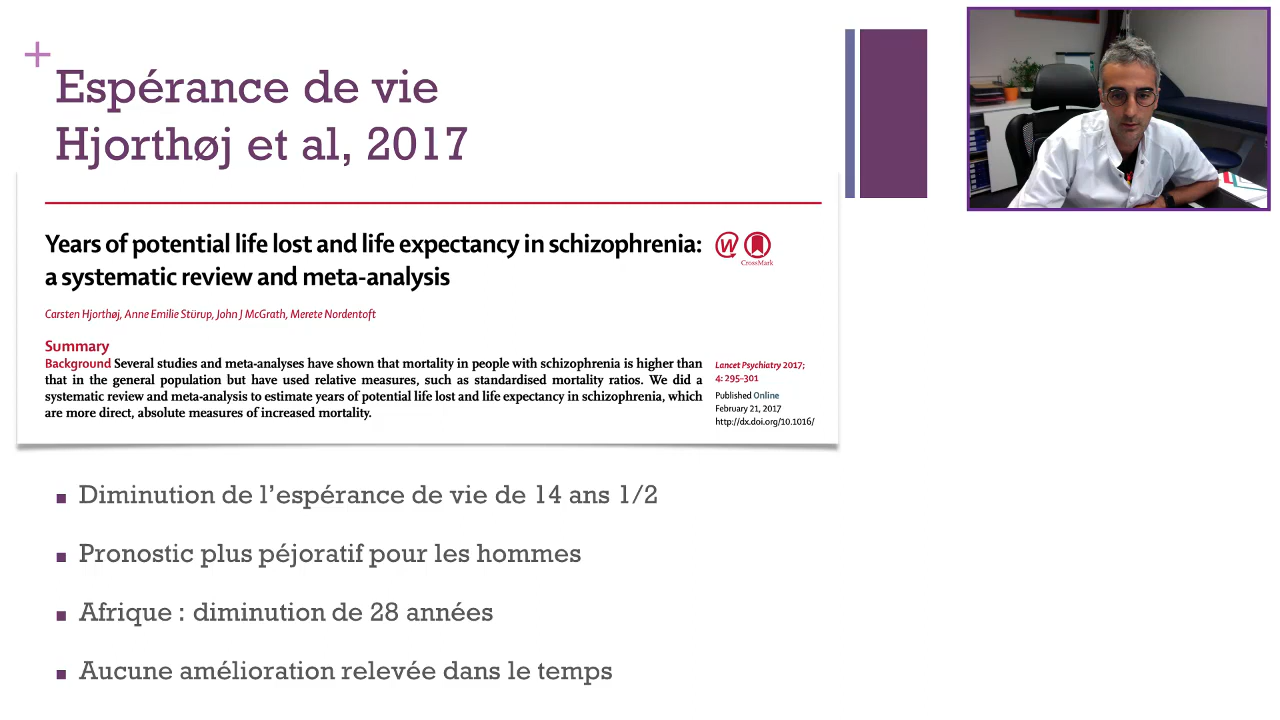 +
Espérance de vie
Hjorthøj et al, 2017
Years of potential life lost and life expectancy in schizophrenia:
a systematic review and meta-analysis
W
CrossMark
Carsten Hjorthøj, Anne Emilie Stürup, John J McGrath, Merete Nordentoft
Summary
Background Several studies and meta-analyses have shown that mortality in people with schizophrenia is higher than
that in the general population but have used relative measures, such as standardised mortality ratios. We did a
systematic review and meta-analysis to estimate years of potential life lost and life expectancy in schizophrenia, which
are more direct, absolute measures of increased mortality.
Lancet Psychiatry 2017;
4: 295–301
Published Online
February 21, 2017
http://dx.doi.org/10.1016/
■ Diminution de l’espérance de vie de 14 ans 1/2
■ Pronostic plus péjoratif pour les hommes
■ Afrique : diminution de 28 années
■ Aucune amélioration relevée dans le temps